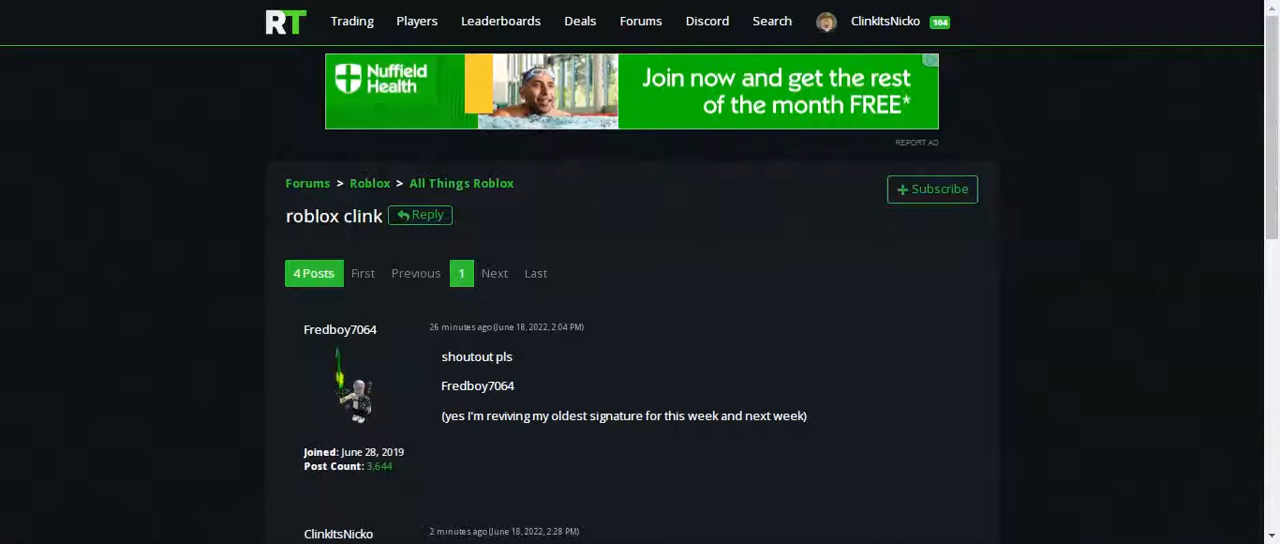 RT Trading Players Leaderboards Deals Forums Discord Search ClinkItsNicko 104
Nuffield Health
Join now and get the rest of the month FREE*
REPORT AD
Forums > Roblox > All Things Roblox
+ Subscribe
roblox clink Reply
4 Posts First Previous 1 Next Last
Fredboy7064
26 minutes ago (June 18, 2022, 2:04 PM)
shoutout pls
Fredboy7064
(yes I'm reviving my oldest signature for this week and next week)
Joined: June 28, 2019
Post Count: 3,644
ClinkItsNicko
2 minutes ago (June 18, 2022, 2:28 PM)